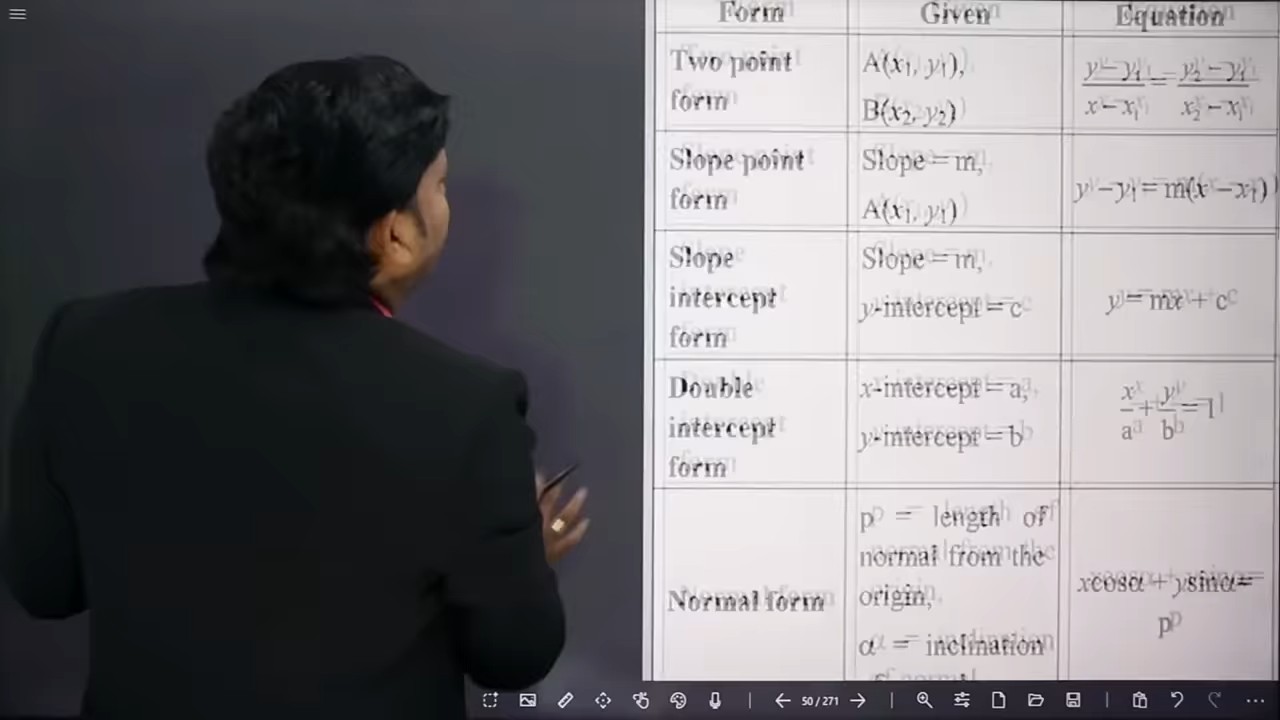 Form Given Equation
Two point form
A(x₁, y₁),
B(x₂, y₂)
(y − y₁)/(x − x₁) = (y₂ − y₁)/(x₂ − x₁)
Slope point form
Slope = m,
A(x₁, y₁)
y − y₁ = m(x − x₁)
Slope
intercept
form
Slope = m,
y-intercept = c
y = mx + c
Double
intercept
form
x-intercept = a,
y-intercept = b
x/a + y/b = 1
Normal form
p = length of
normal from the
origin,
α = inclination
of normal
xcosα + ysinα =
p
50 / 271